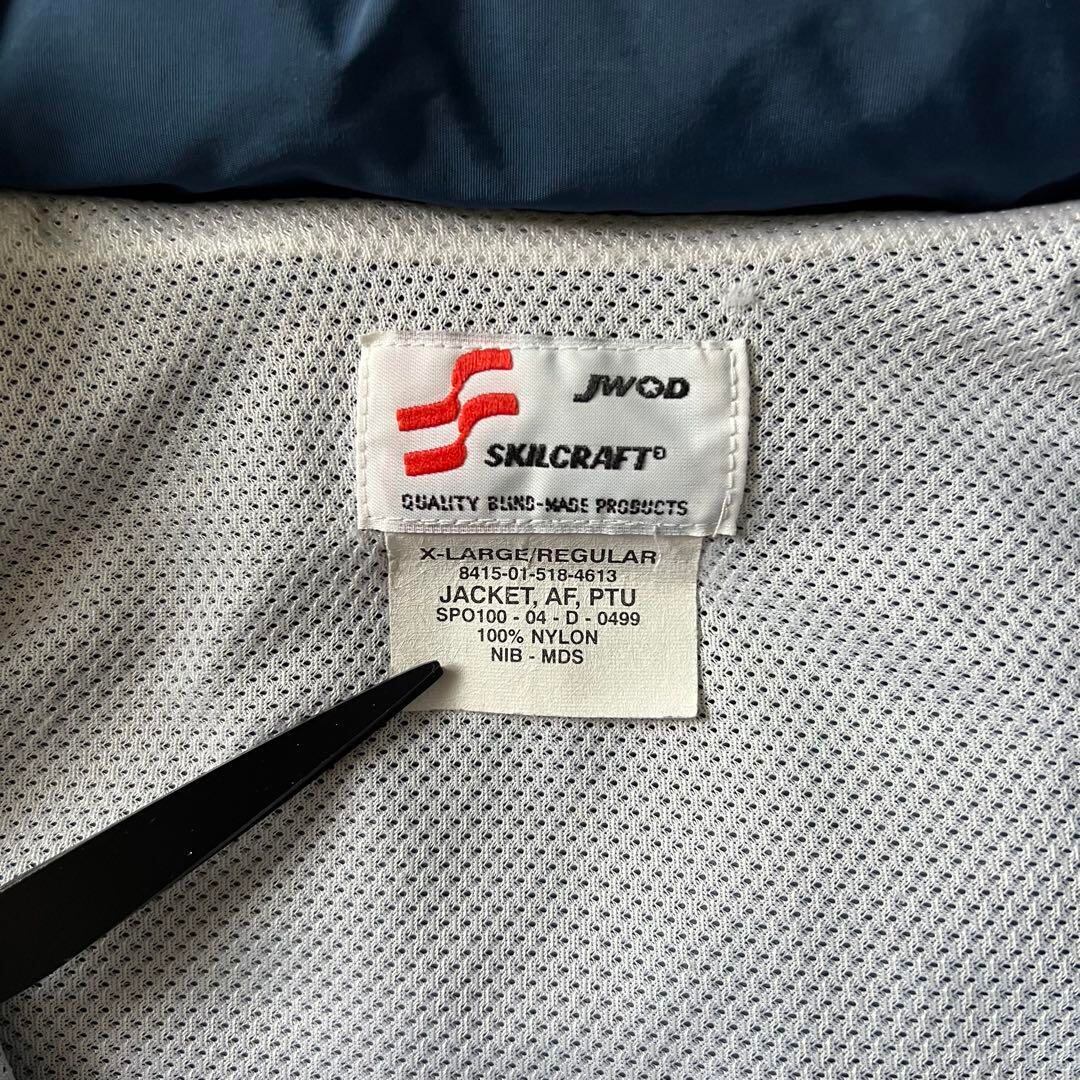 JWOD
SKILCRAFT®
QUALITY BLIND-MADE PRODUCTS
X-LARGE/REGULAR
8415-01-518-4613
JACKET, AF, PTU
SPO100 - 04 - D - 0499
100% NYLON
NIB - MDS